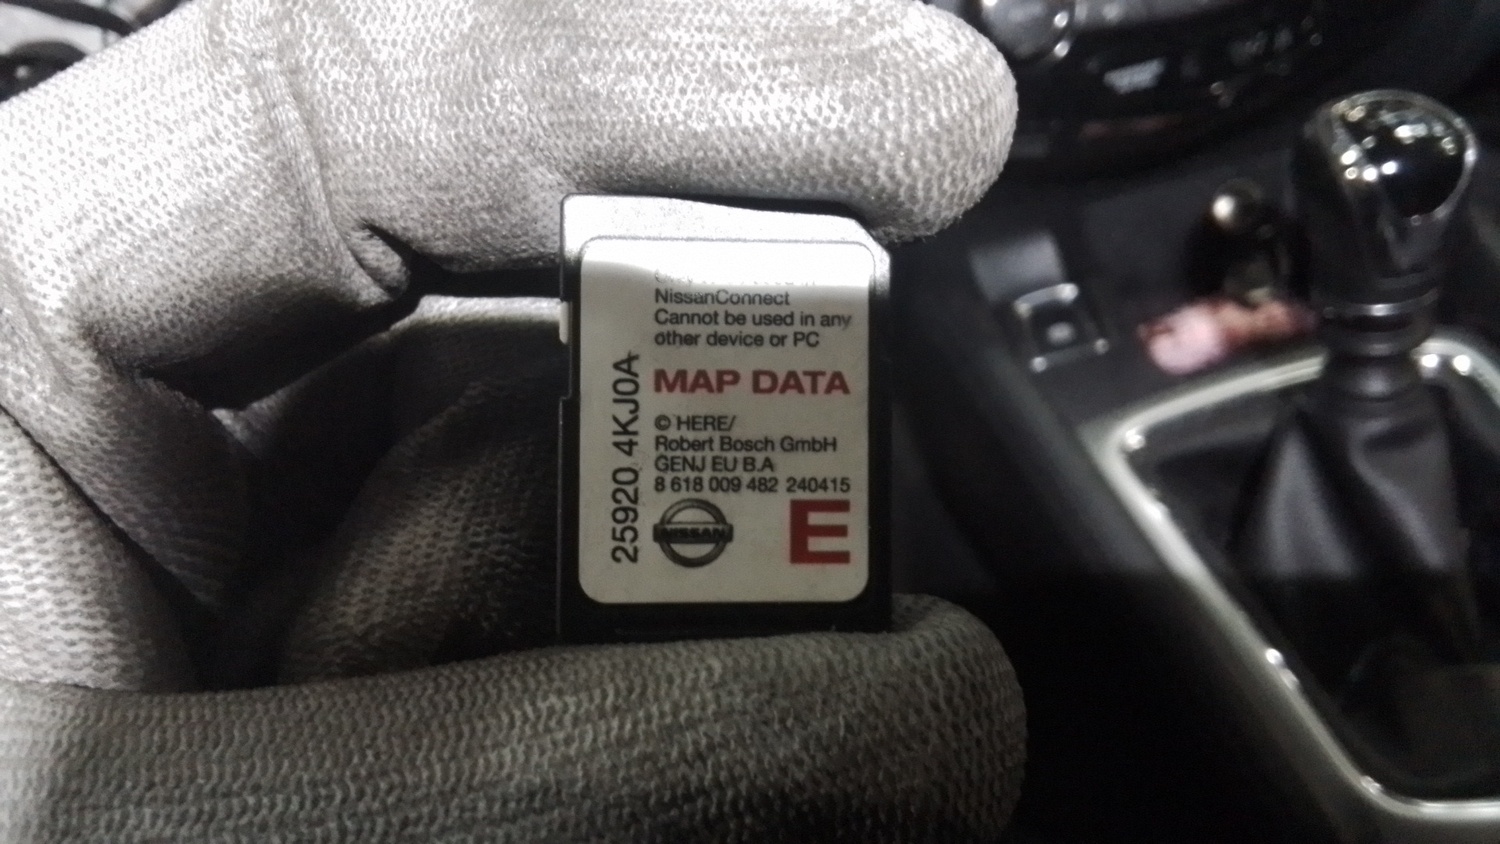 NissanConnect
Cannot be used in any
other device or PC
MAP DATA
© HERE/
Robert Bosch GmbH
GENJ EU B.A
8 618 009 482 240415
25920 4KJ0A
NISSAN
E